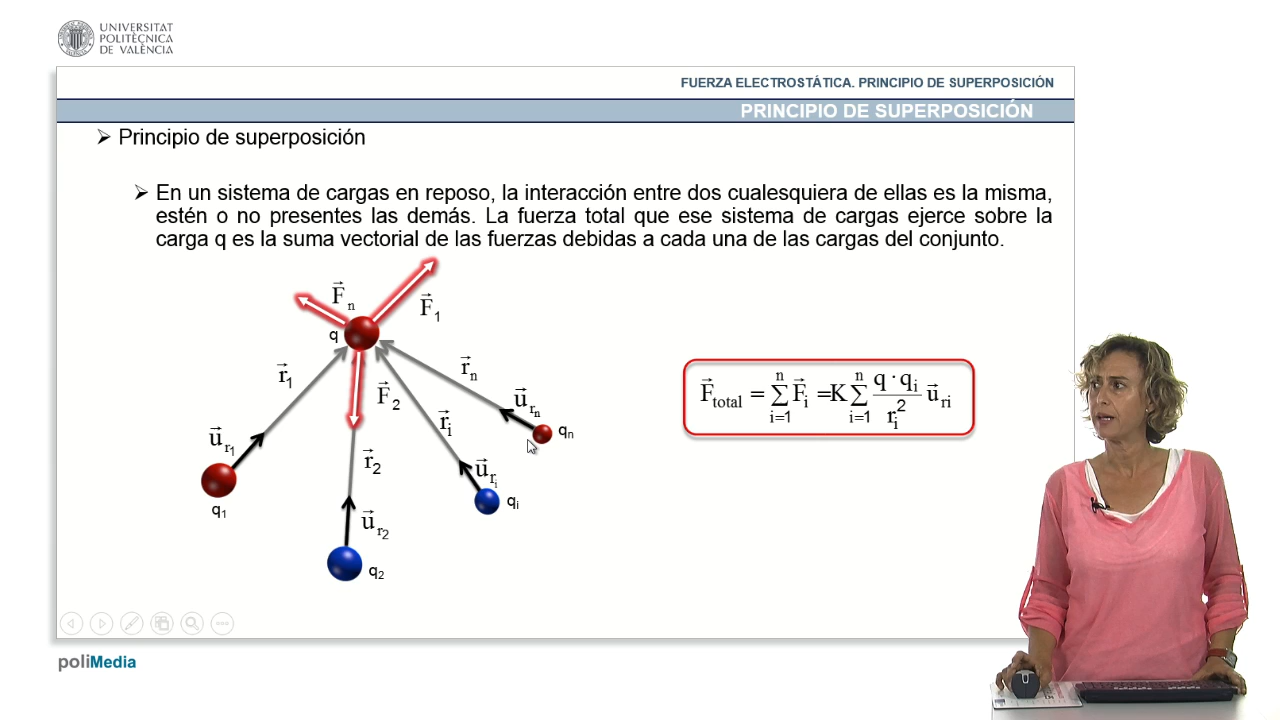 UNIVERSITAT
POLITÈCNICA
DE VALÈNCIA
FUERZA ELECTROSTÁTICA. PRINCIPIO DE SUPERPOSICIÓN
PRINCIPIO DE SUPERPOSICIÓN
➢ Principio de superposición
➢ En un sistema de cargas en reposo, la interacción entre dos cualesquiera de ellas es la misma,
estén o no presentes las demás. La fuerza total que ese sistema de cargas ejerce sobre la
carga q es la suma vectorial de las fuerzas debidas a cada una de las cargas del conjunto.
F⃗n
F⃗1
q
r⃗1
F⃗2
r⃗n
r⃗i
u⃗rn
qn
u⃗r1
r⃗2
u⃗ri
q1
qi
u⃗r2
q2
F⃗total = ∑(i=1 → n) F⃗i =K∑(i=1 → n) (q·qi / ri²) u⃗ri
poliMedia